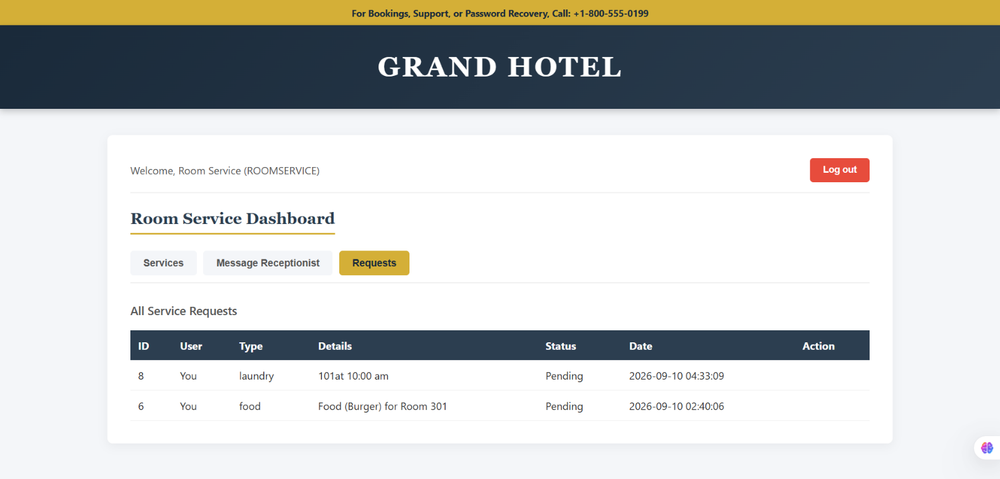 For Bookings, Support, or Password Recovery, Call: +1-800-555-0199
GRAND HOTEL
Welcome, Room Service (ROOMSERVICE)
Log out
Room Service Dashboard
Services Message Receptionist Requests
All Service Requests
ID User Type Details Status Date Action
8 You laundry 101at 10:00 am Pending 2026-09-10 04:33:09
6 You food Food (Burger) for Room 301 Pending 2026-09-10 02:40:06